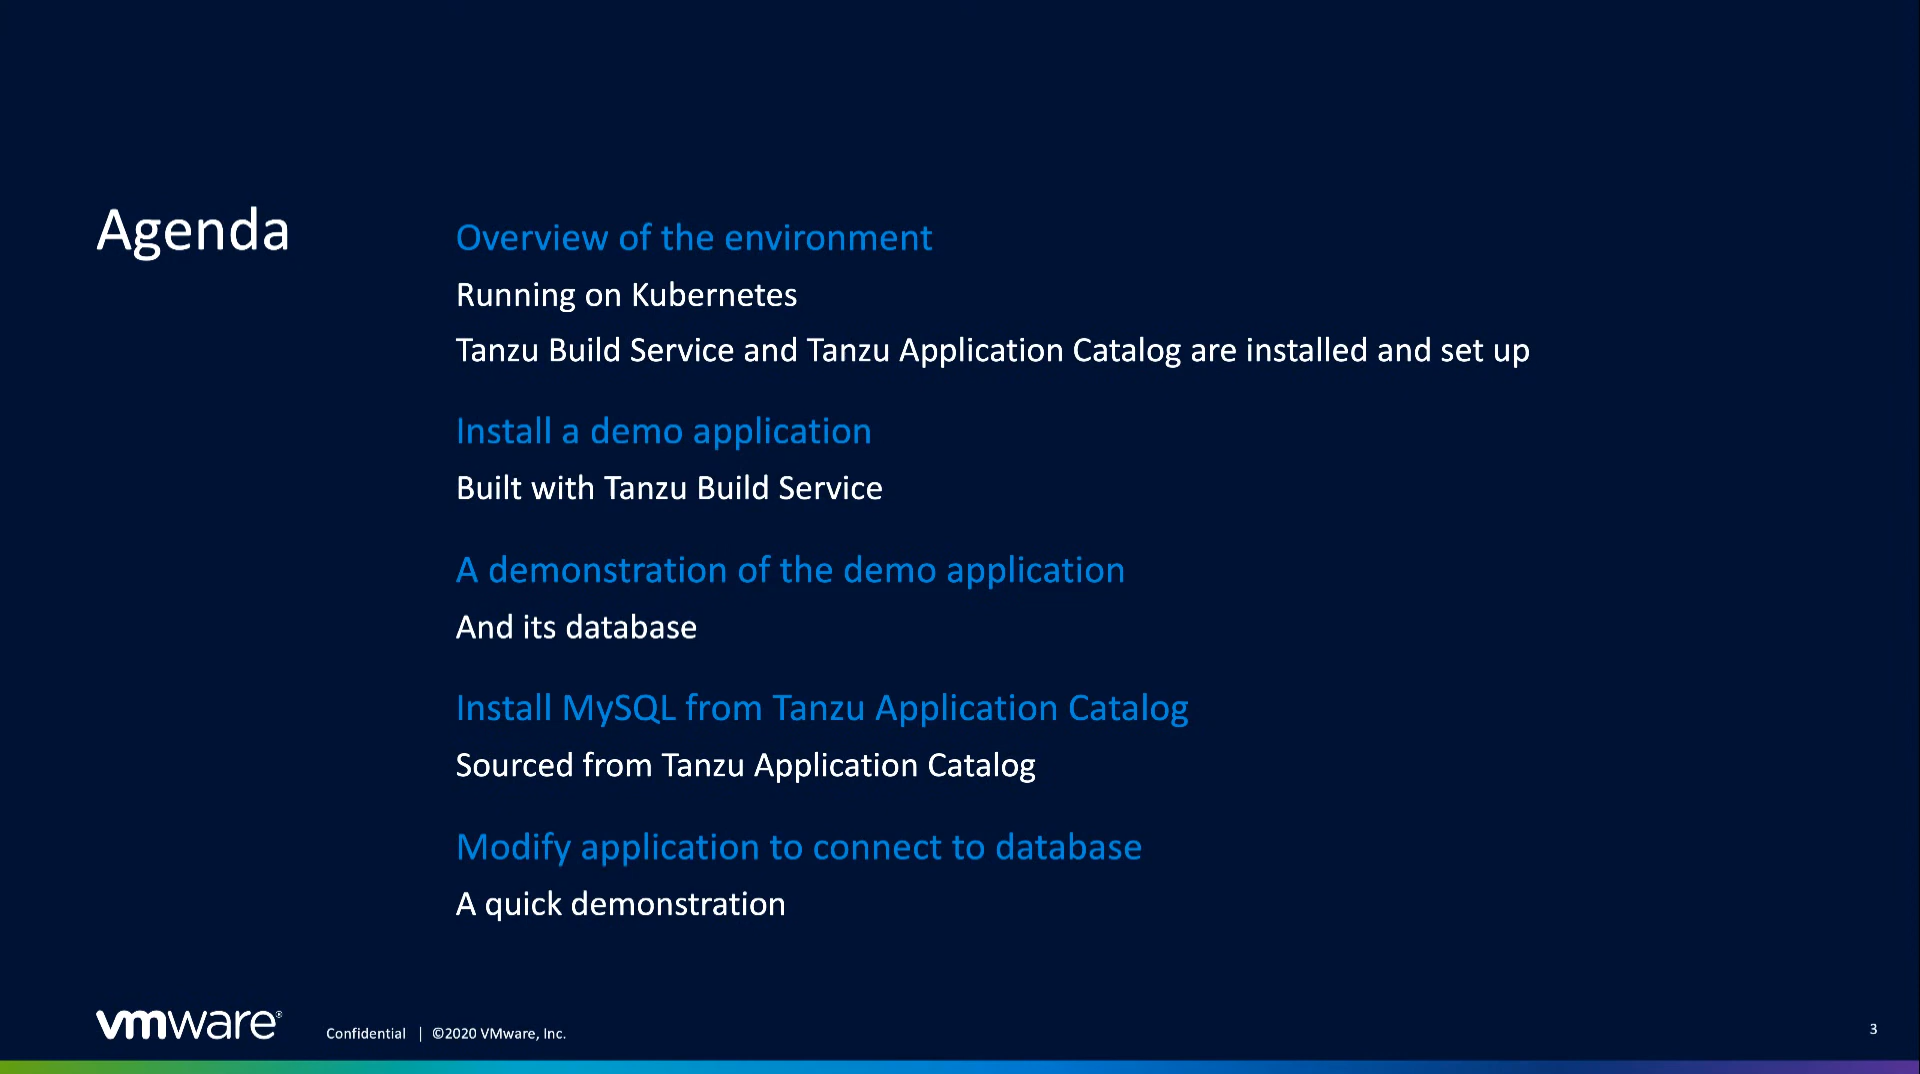 Agenda
Overview of the environment
Running on Kubernetes
Tanzu Build Service and Tanzu Application Catalog are installed and set up
Install a demo application
Built with Tanzu Build Service
A demonstration of the demo application
And its database
Install MySQL from Tanzu Application Catalog
Sourced from Tanzu Application Catalog
Modify application to connect to database
A quick demonstration
vmware®
Confidential | ©2020 VMware, Inc.
3